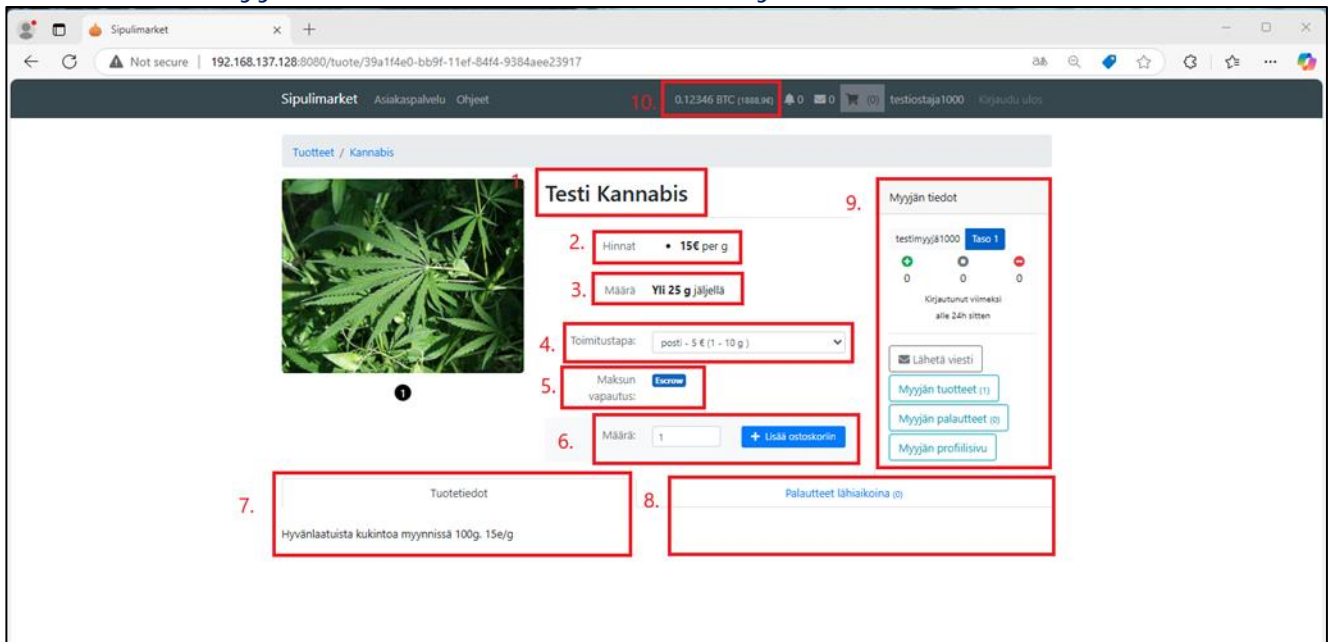 Sipulimarket
Not secure | 192.168.137.128:8080/tuote/39a1f4e0-bb9f-11ef-84f4-9384aee23917
Sipulimarket Asiakaspalvelu Ohjeet 10. 0.12346 BTC (1888.9€) 0 0 (0) testiostaja1000 Kirjaudu ulos
Tuotteet / Kannabis
1. Testi Kannabis
2. Hinnat • 15€ per g
3. Määrä Yli 25 g jäljellä
4. Toimitustapa: posti - 5 € (1 - 10 g )
5. Maksun vapautus: Escrow
6. Määrä: 1 + Lisää ostoskoriin
1
9. Myyjän tiedot
testimyyjä1000 Taso 1
0 0 0
Kirjautunut viimeksi
alle 24h sitten
Lähetä viesti
Myyjän tuotteet (1)
Myyjän palautteet (0)
Myyjän profiilisivu
7. Tuotetiedot
Hyvänlaatuista kukintoa myynnissä 100g. 15e/g
8. Palautteet lähiaikoina (0)